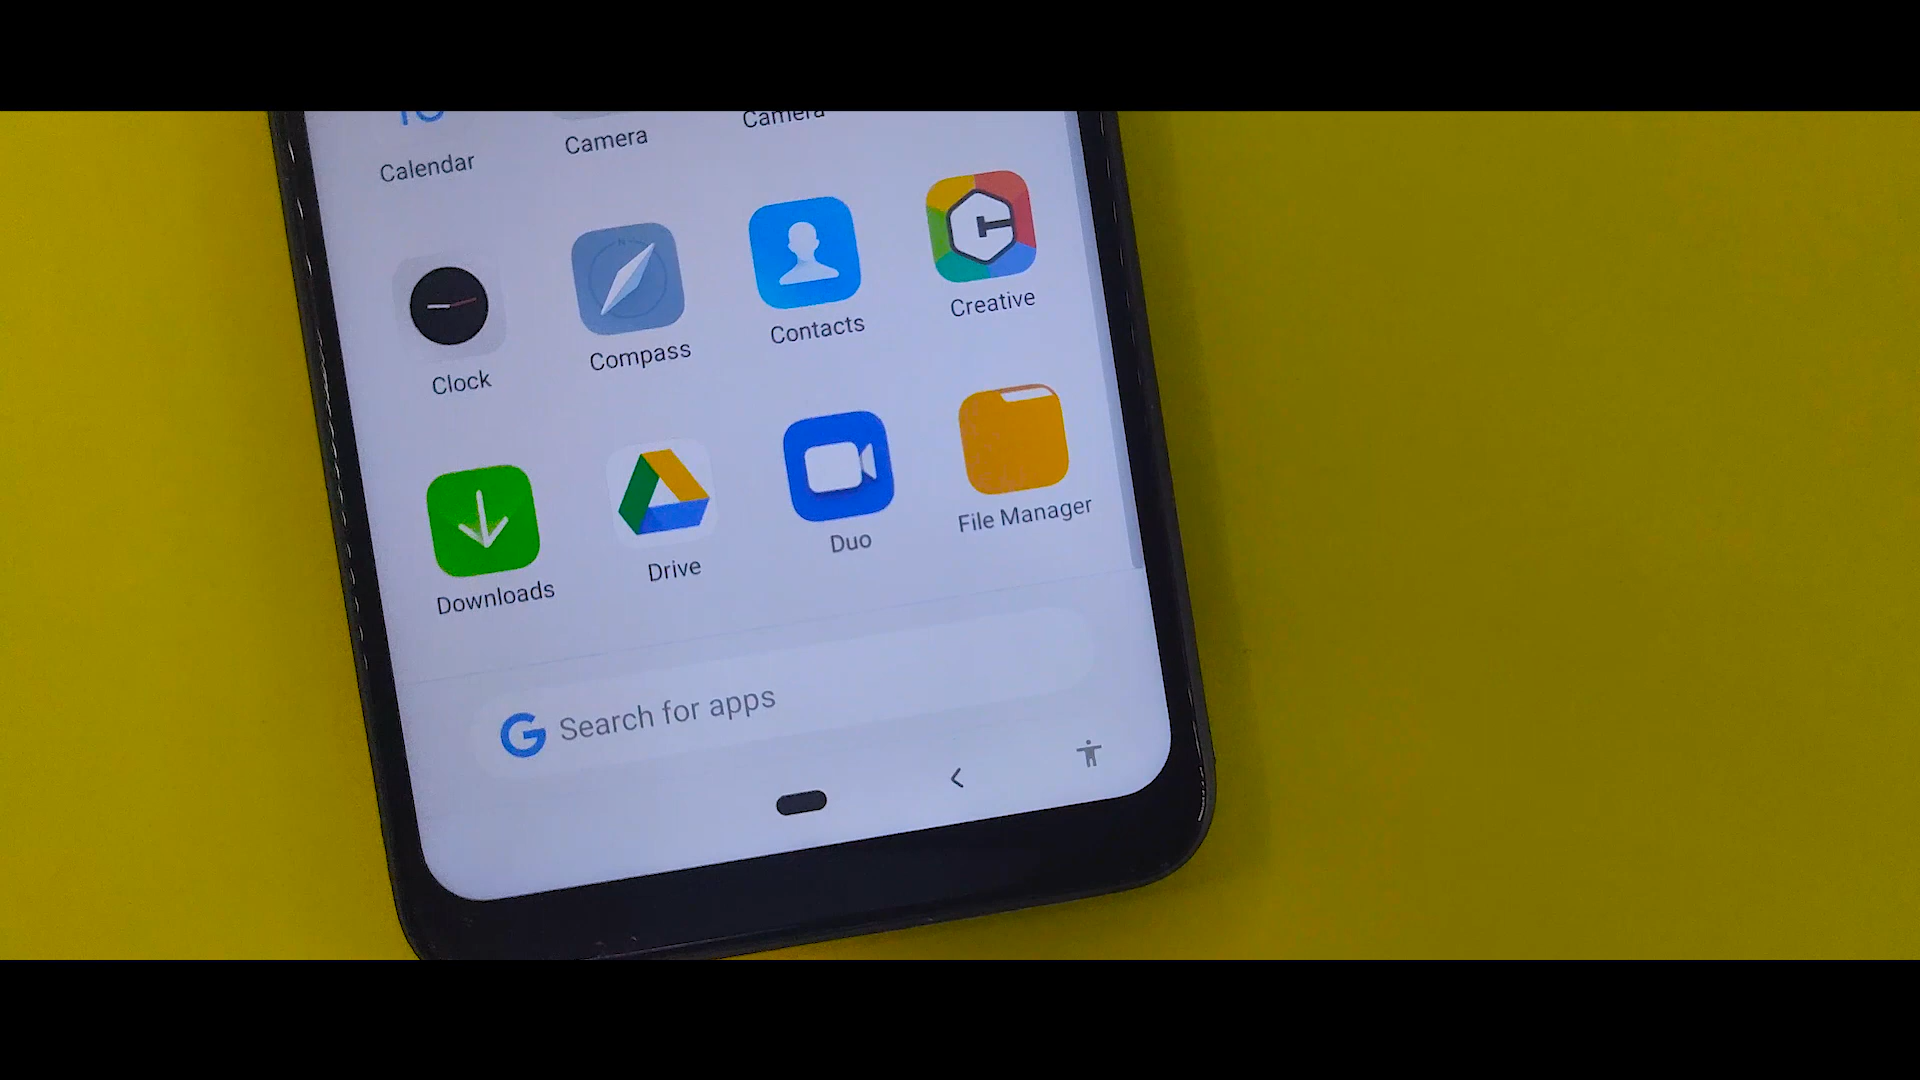 Calendar
Camera
Camera
Clock
Compass
Contacts
Creative
Downloads
Drive
Duo
File Manager
G Search for apps